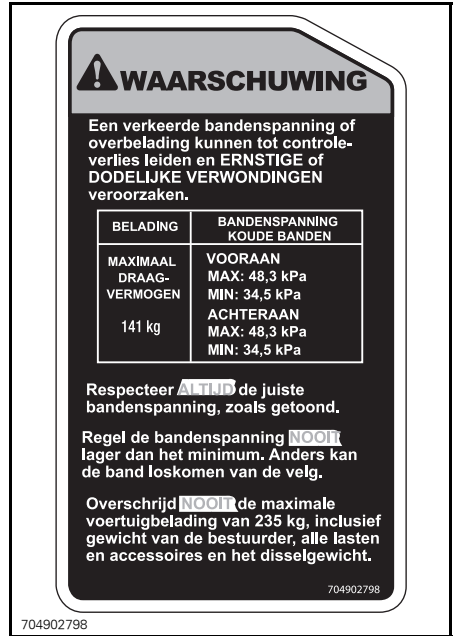 WAARSCHUWING
Een verkeerde bandenspanning of
overbelading kunnen tot controle-
verlies leiden en ERNSTIGE of
DODELIJKE VERWONDINGEN
veroorzaken.
BELADING
BANDENSPANNING
KOUDE BANDEN
MAXIMAAL
DRAAG-
VERMOGEN
141 kg
VOORAAN
MAX: 48,3 kPa
MIN: 34,5 kPa
ACHTERAAN
MAX: 48,3 kPa
MIN: 34,5 kPa
Respecteer ALTIJD de juiste
bandenspanning, zoals getoond.
Regel de bandenspanning NOOIT
lager dan het minimum. Anders kan
de band loskomen van de velg.
Overschrijd NOOIT de maximale
voertuigbelading van 235 kg, inclusief
gewicht van de bestuurder, alle lasten
en accessoires en het disselgewicht.
704902798
704902798